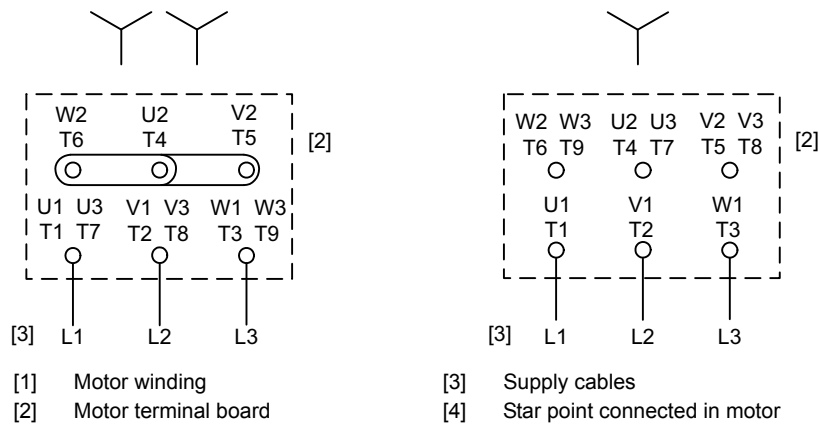 W2 U2 V2
T6 T4 T5
[2]
U1 U3 V1 V3 W1 W3
T1 T7 T2 T8 T3 T9
[3] L1 L2 L3
W2 W3 U2 U3 V2 V3
T6 T9 T4 T7 T5 T8
[2]
U1 V1 W1
T1 T2 T3
[3] L1 L2 L3
[1] Motor winding
[2] Motor terminal board
[3] Supply cables
[4] Star point connected in motor